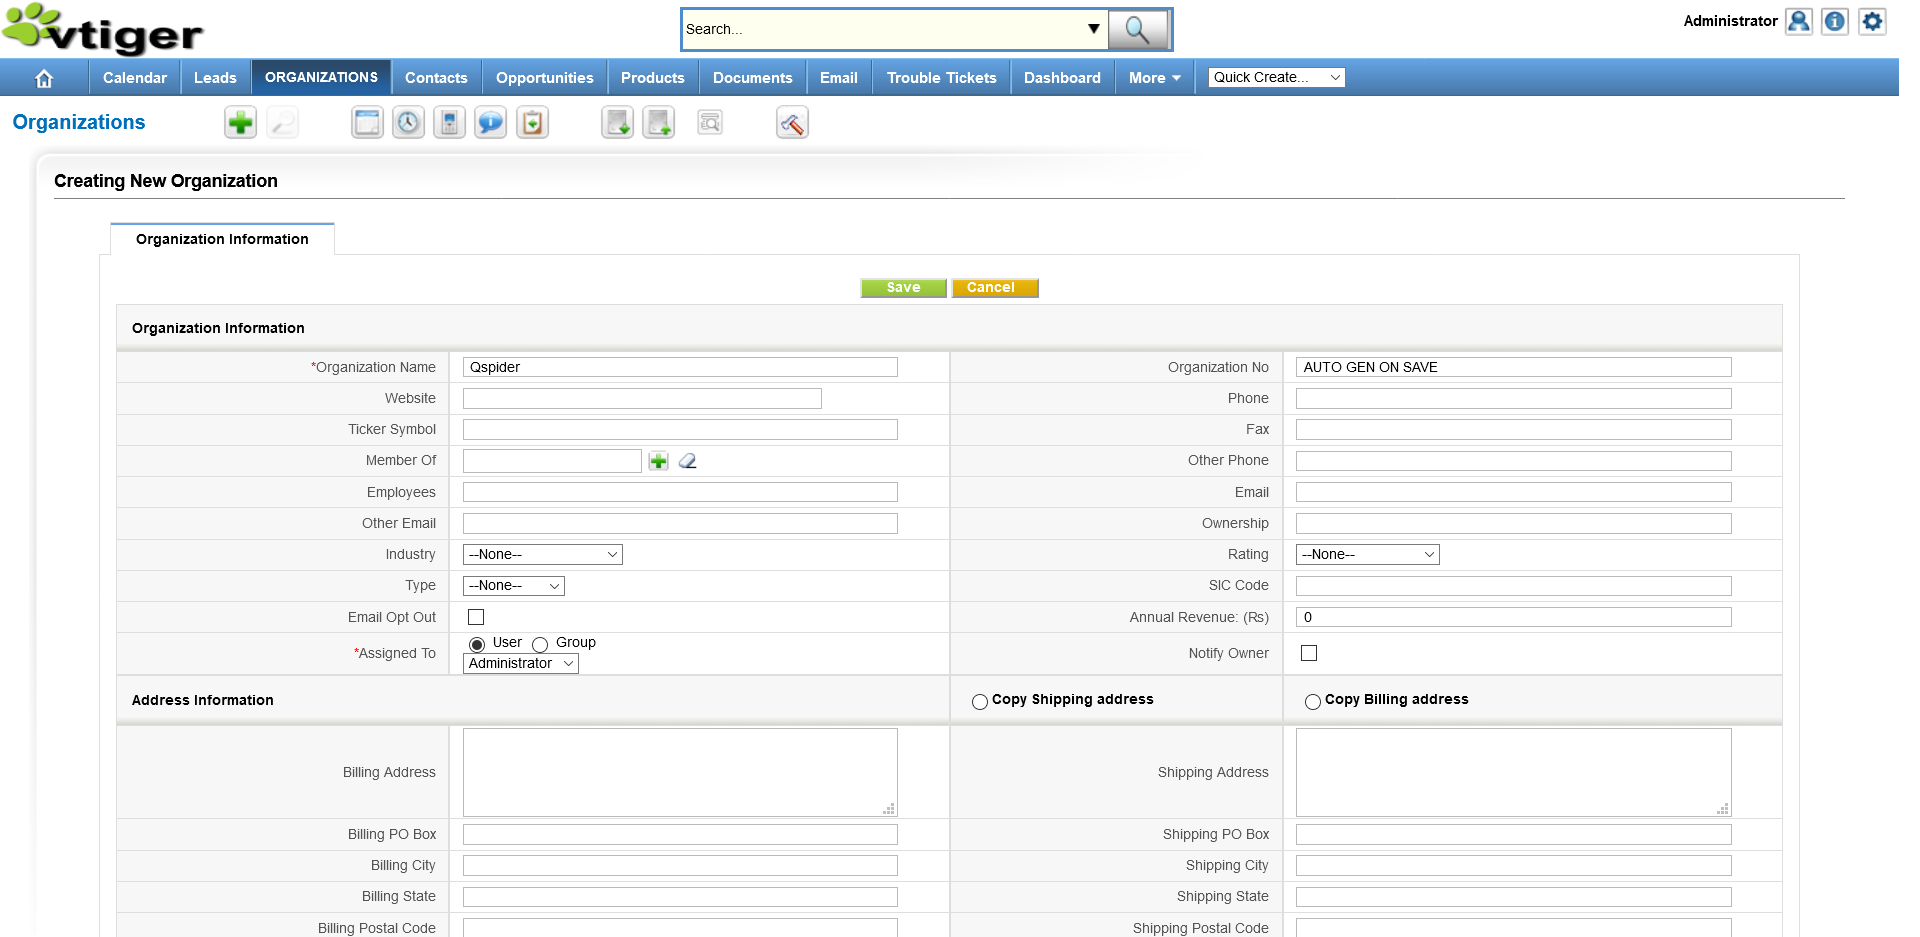 vtiger
Search...
Administrator
Calendar Leads ORGANIZATIONS Contacts Opportunities Products Documents Email Trouble Tickets Dashboard More Quick Create...
Organizations
Creating New Organization
Organization Information
Save Cancel
Organization Information
*Organization Name Qspider Organization No AUTO GEN ON SAVE
Website Phone
Ticker Symbol Fax
Member Of Other Phone
Employees Email
Other Email Ownership
Industry --None-- Rating --None--
Type --None-- SIC Code
Email Opt Out Annual Revenue: (Rs) 0
*Assigned To User Group Notify Owner
Administrator
Address Information Copy Shipping address Copy Billing address
Billing Address Shipping Address
Billing PO Box Shipping PO Box
Billing City Shipping City
Billing State Shipping State
Billing Postal Code Shipping Postal Code